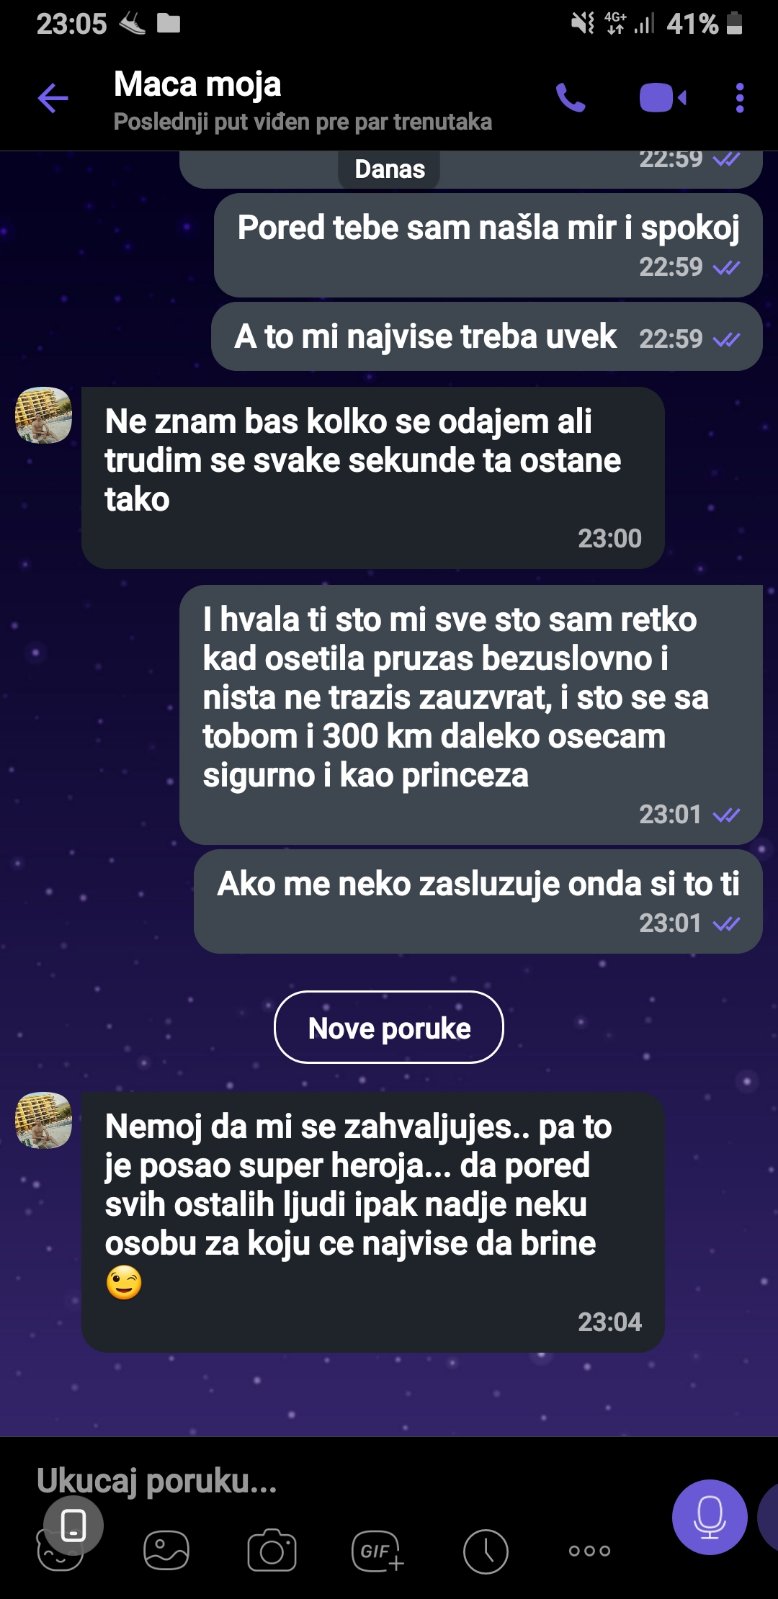 23:05
4G+
41%
Maca moja
Poslednji put viđen pre par trenutaka
22:59
Danas
Pored tebe sam našla mir i spokoj
22:59
A to mi najvise treba uvek 22:59
Ne znam bas kolko se odajem ali
trudim se svake sekunde ta ostane
tako
23:00
I hvala ti sto mi sve sto sam retko
kad osetila pruzas bezuslovno i
nista ne trazis zauzvrat, i sto se sa
tobom i 300 km daleko osecam
sigurno i kao princeza
23:01
Ako me neko zasluzuje onda si to ti
23:01
Nove poruke
Nemoj da mi se zahvaljujes.. pa to
je posao super heroja... da pored
svih ostalih ljudi ipak nadje neku
osobu za koju ce najvise da brine
23:04
Ukucaj poruku...
GIF